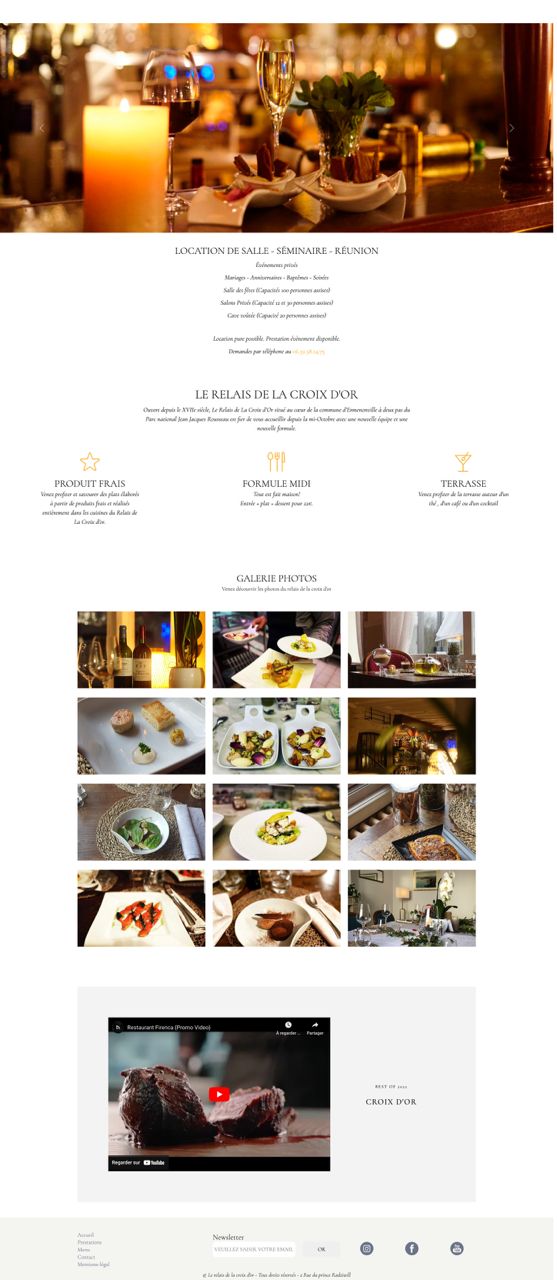 LOCATION DE SALLE - SÉMINAIRE - RÉUNION
Événements privés
Mariages - Anniversaires - Baptêmes - Soirées
Salle des fêtes (Capacités 100 personnes assises)
Salons Privés (Capacité 12 et 30 personnes assises)
Cave voûtée (Capacité 20 personnes assises)
Location pure possible. Prestation évènement disponible.
Demandes par téléphone au
LE RELAIS DE LA CROIX D'OR
Ouvert depuis le XVIIe siècle, Le Relais de La Croix d'Or situé au cœur de la commune d'Ermenonville à deux pas du
Parc national Jean Jacques Rousseau est fier de vous accueillir depuis la mi-Octobre avec une nouvelle équipe et une
nouvelle formule.
PRODUIT FRAIS
Venez profiter et savourer des plats élaborés
à partir de produits frais et réalisés
entièrement dans les cuisines du Relais de
La Croix d'or.
FORMULE MIDI
Tout est fait maison!
Entrée + plat + dessert pour 22€.
TERRASSE
Venez profiter de la terrasse autour d'un
thé , d'un café ou d'un cocktail
GALERIE PHOTOS
Venez découvrir les photos du relais de la croix d'or
Restaurant Firenca (Promo Video)
À regarder ...
Partager
Regarder sur YouTube
BEST OF 2021
CROIX D'OR
Accueil
Prestations
Menu
Contact
Mentions légal
Newsletter
VEUILLEZ SAISIR VOTRE EMAIL
OK
© Le relais de la croix d'or - Tous droits réservés - 2 Rue du prince Radziwill